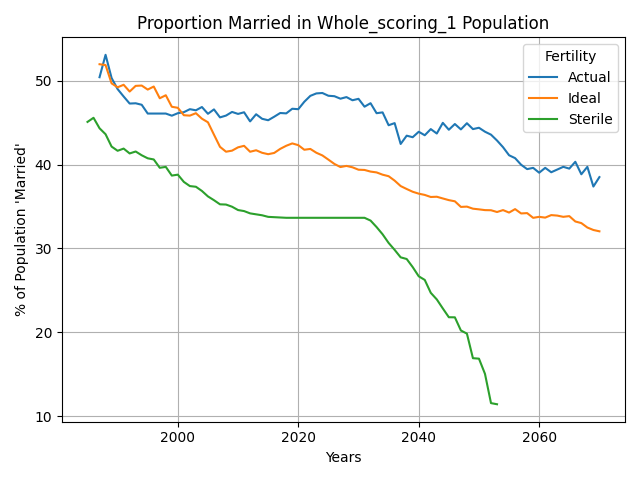 Proportion Married in Whole_scoring_1 Population
Fertility
Actual
Ideal
Sterile
% of Population 'Married'
50
40
30
20
10
2000
2020
2040
2060
Years